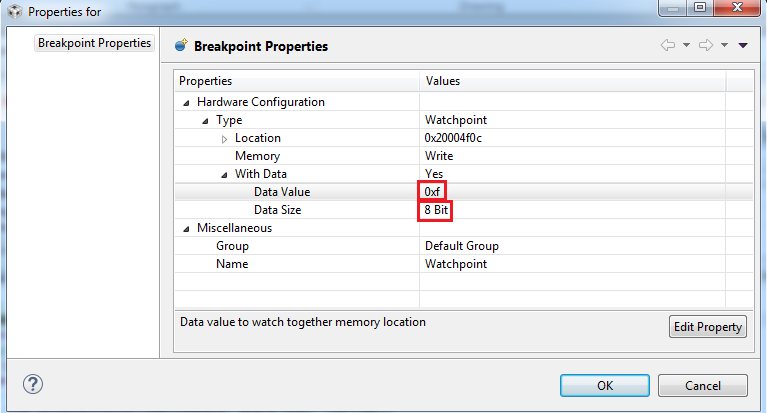 Properties for
Breakpoint Properties
Breakpoint Properties
Properties Values
Hardware Configuration
Type Watchpoint
Location 0x20004f0c
Memory Write
With Data Yes
Data Value 0xf
Data Size 8 Bit
Miscellaneous
Group Default Group
Name Watchpoint
Data value to watch together memory location
Edit Property
?
OK Cancel